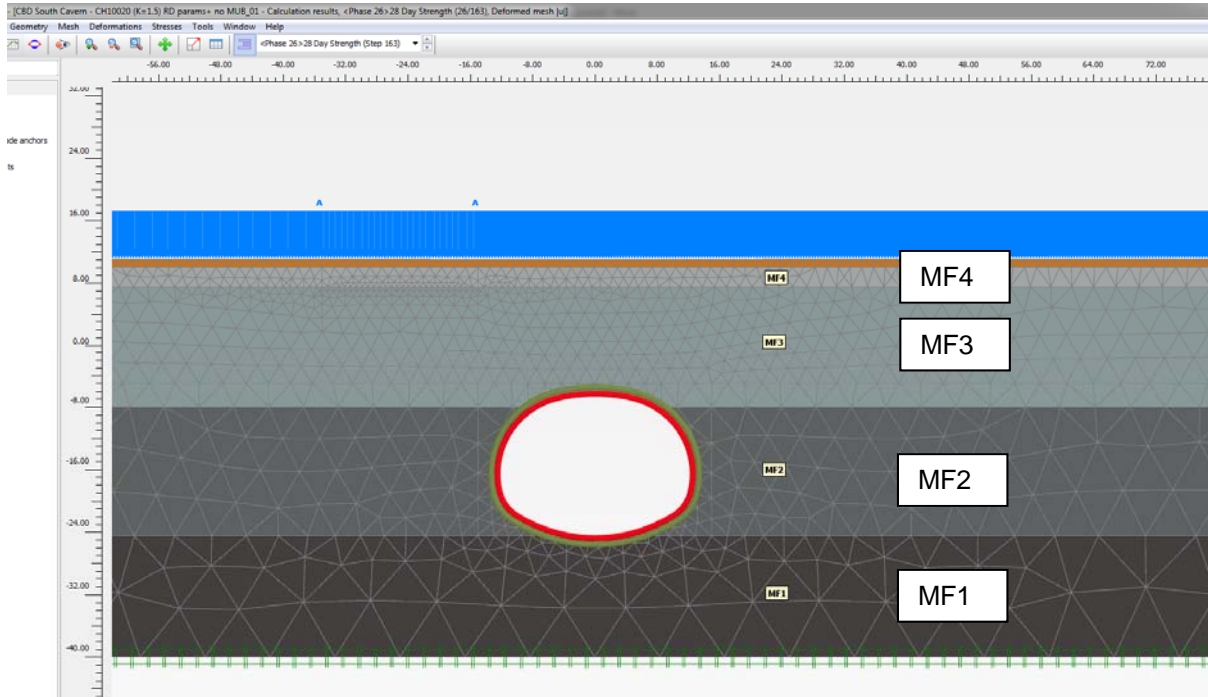 - [CBD South Cavern - CH10020 (K=1.5) RD params+ no MUB_01 - Calculation results, <Phase 26>28 Day Strength (26/163), Deformed mesh |u|]
Geometry Mesh Deformations Stresses Tools Window Help
<Phase 26>28 Day Strength (Step 163)
-56.00 -48.00 -40.00 -32.00 -24.00 -16.00 -8.00 0.00 8.00 16.00 24.00 32.00 40.00 48.00 56.00 64.00 72.00
32.00
ide anchors
24.00
ts
A A
16.00
8.00
MF4 MF4
0.00
MF3 MF3
-8.00
-16.00
MF2 MF2
-24.00
-32.00
MF1 MF1
-40.00